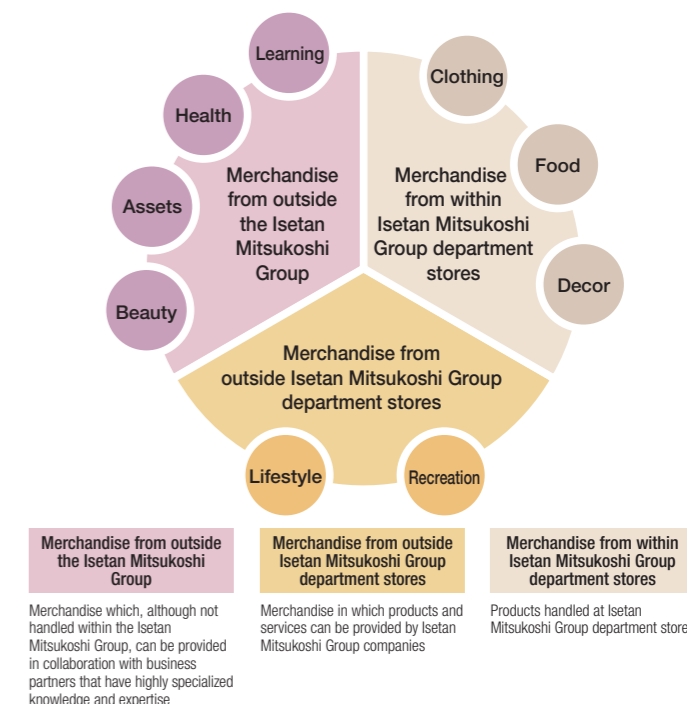 Learning
Health
Assets
Beauty
Merchandise
from outside
the Isetan
Mitsukoshi
Group
Clothing
Food
Decor
Merchandise
from within
Isetan Mitsukoshi
Group department
stores
Merchandise from
outside Isetan Mitsukoshi Group
department stores
Lifestyle
Recreation
Merchandise from outside
the Isetan Mitsukoshi
Group
Merchandise which, although not
handled within the Isetan
Mitsukoshi Group, can be provided
in collaboration with business
partners that have highly specialized
knowledge and expertise
Merchandise from outside
Isetan Mitsukoshi Group
department stores
Merchandise in which products and
services can be provided by Isetan
Mitsukoshi Group companies
Merchandise from within
Isetan Mitsukoshi Group
department stores
Products handled at Isetan
Mitsukoshi Group department store